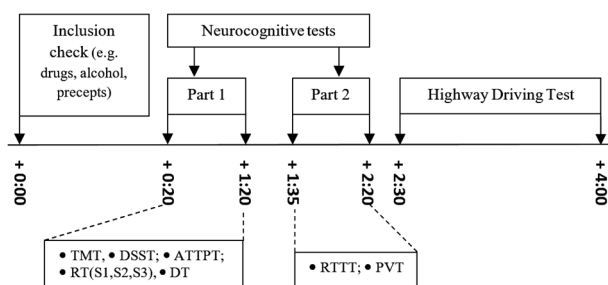 Inclusion
check (e.g.
drugs, alcohol,
precepts)
Neurocognitive tests
Part 1
Part 2
Highway Driving Test
+ 0:00
+ 0:20
+ 1:20
+ 1:35
+ 2:20
+ 2:30
+ 4:00
● TMT, ● DSST; ● ATTPT;
● RT(S1,S2,S3), ● DT
● RTTT; ● PVT